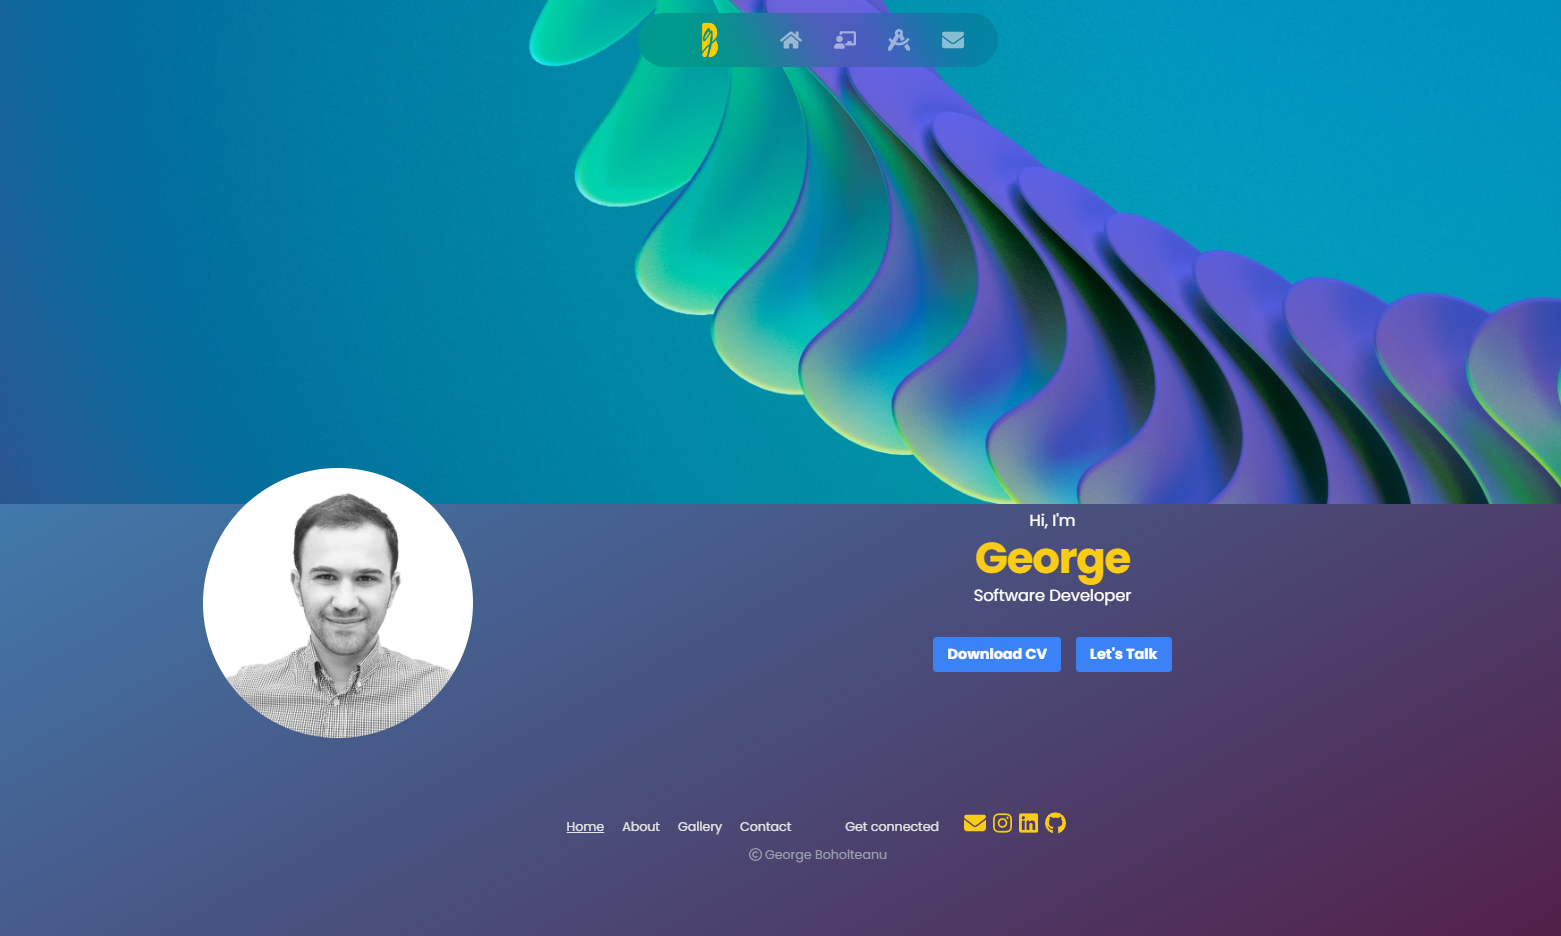 Hi, I'm
George
Software Developer
Download CV Let's Talk
Home About Gallery Contact Get connected
© George Boholteanu